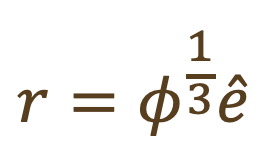 r = ϕ^{1/3} ê